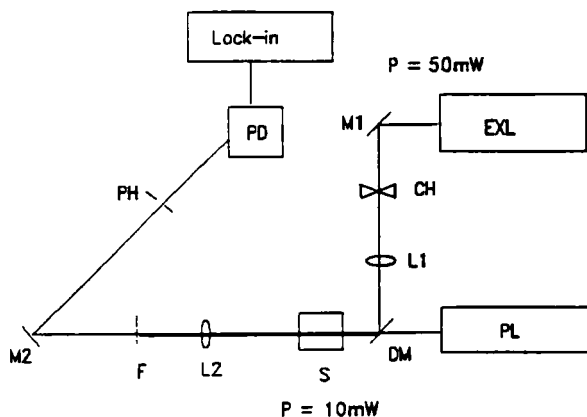 Lock-in
P = 50mW
M1
EXL
PD
PH
CH
L1
M2
F
L2
S
DM
PL
P = 10mW